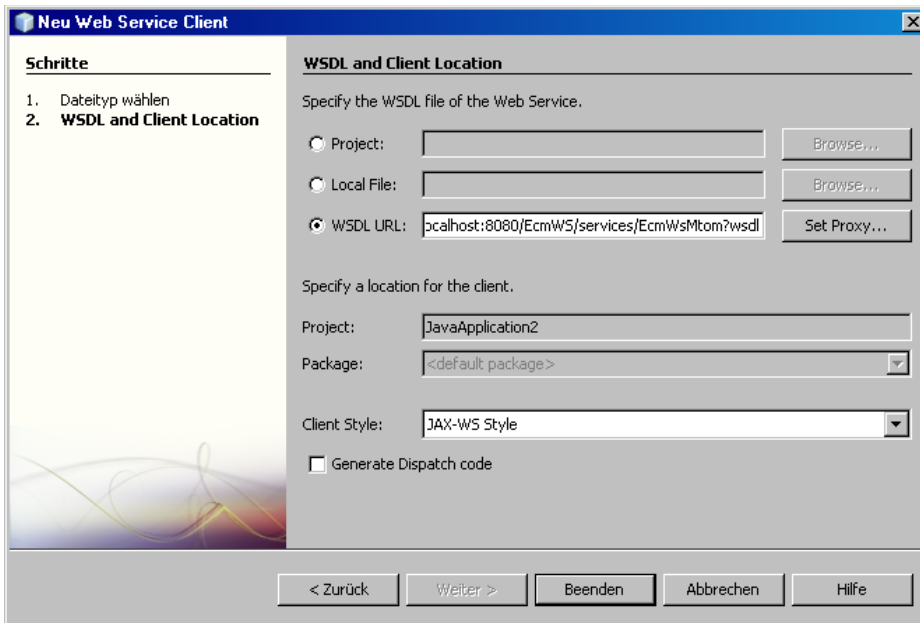 Neu Web Service Client
Schritte
1. Dateityp wählen
2. WSDL and Client Location
WSDL and Client Location
Specify the WSDL file of the Web Service.
Project: Browse...
Local File: Browse...
WSDL URL: ocalhost:8080/EcmWS/services/EcmWsMtom?wsdl Set Proxy...
Specify a location for the client.
Project: JavaApplication2
Package: <default package>
Client Style: JAX-WS Style
Generate Dispatch code
< Zurück Weiter > Beenden Abbrechen Hilfe